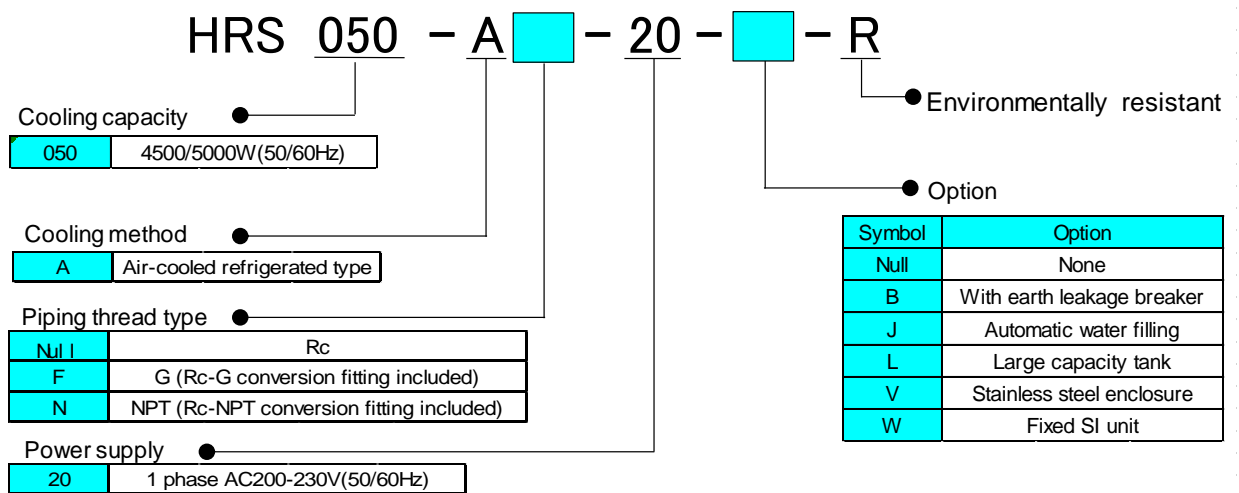 HRS 050 - A - 20 - - R
Environmentally resistant
Cooling capacity
050 4500/5000W(50/60Hz)
Option
Symbol Option
Null None
B With earth leakage breaker
J Automatic water filling
L Large capacity tank
V Stainless steel enclosure
W Fixed SI unit
Cooling method
A Air-cooled refrigerated type
Piping thread type
Null Rc
F G (Rc-G conversion fitting included)
N NPT (Rc-NPT conversion fitting included)
Power supply
20 1 phase AC200-230V(50/60Hz)